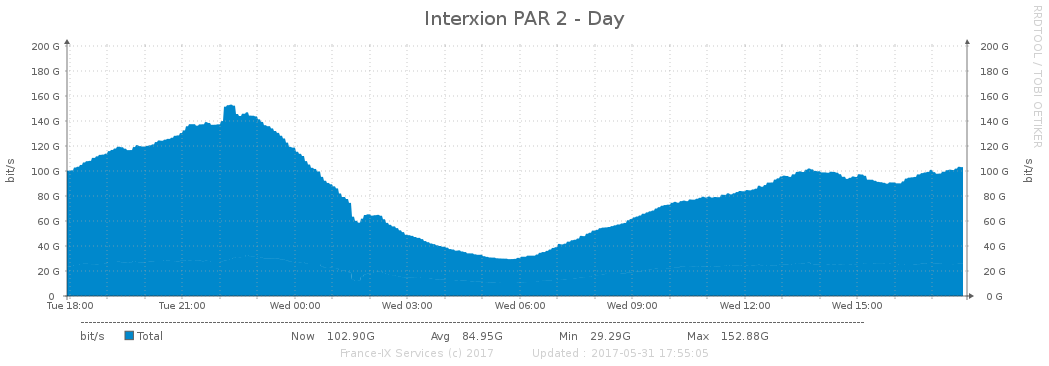 Interxion PAR 2 - Day
RRDTOOL / TOBI OETIKER
bit/s
bit/s
200 G 200 G
180 G 180 G
160 G 160 G
140 G 140 G
120 G 120 G
100 G 100 G
80 G 80 G
60 G 60 G
40 G 40 G
20 G 20 G
0 0 G
Tue 18:00 Tue 21:00 Wed 00:00 Wed 03:00 Wed 06:00 Wed 09:00 Wed 12:00 Wed 15:00
bit/s Total Now 102.90G Avg 84.95G Min 29.29G Max 152.88G
France-IX Services (c) 2017 Updated : 2017-05-31 17:55:05